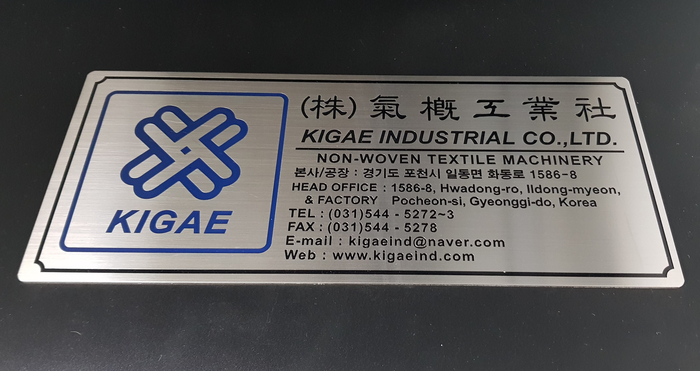 KIGAE
(株) 氣槪工業社
KIGAE INDUSTRIAL CO.,LTD.
NON-WOVEN TEXTILE MACHINERY
본사/공장 : 경기도 포천시 일동면 화동로 1586-8
HEAD OFFICE : 1586-8, Hwadong-ro, Ildong-myeon,
& FACTORY Pocheon-si, Gyeonggi-do, Korea
TEL : (031)544 - 5272~3
FAX : (031)544 - 5278
E-mail : kigaeind@naver.com
Web : www.kigaeind.com